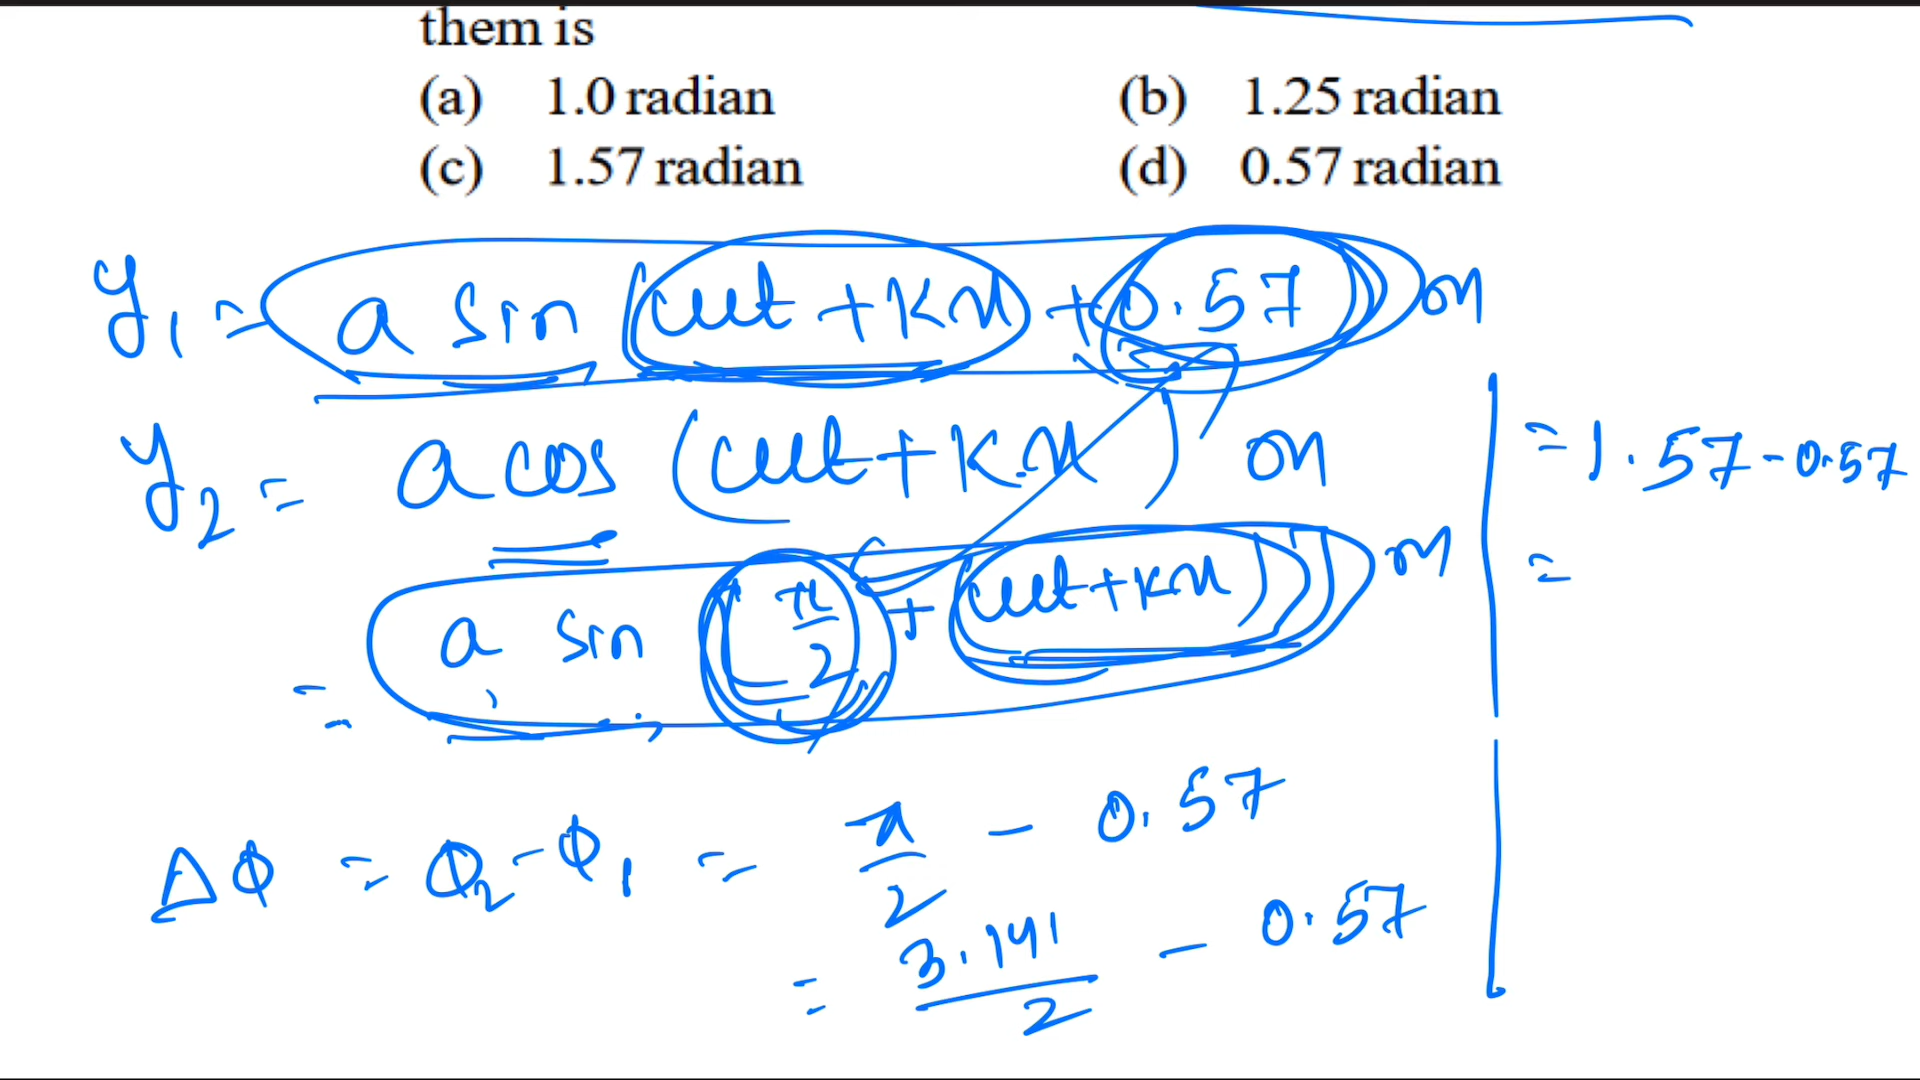 them is
(a) 1.0 radian (b) 1.25 radian
(c) 1.57 radian (d) 0.57 radian
y₁ = a sin (ωt + kx + 0.57) m
y₂ = a cos (ωt + kx) m
= a sin (π/2 + (ωt + kx)) m
Δϕ = ϕ₂ - ϕ₁ = π/2 - 0.57
= 3.141/2 - 0.57
= 1.57 - 0.57
=